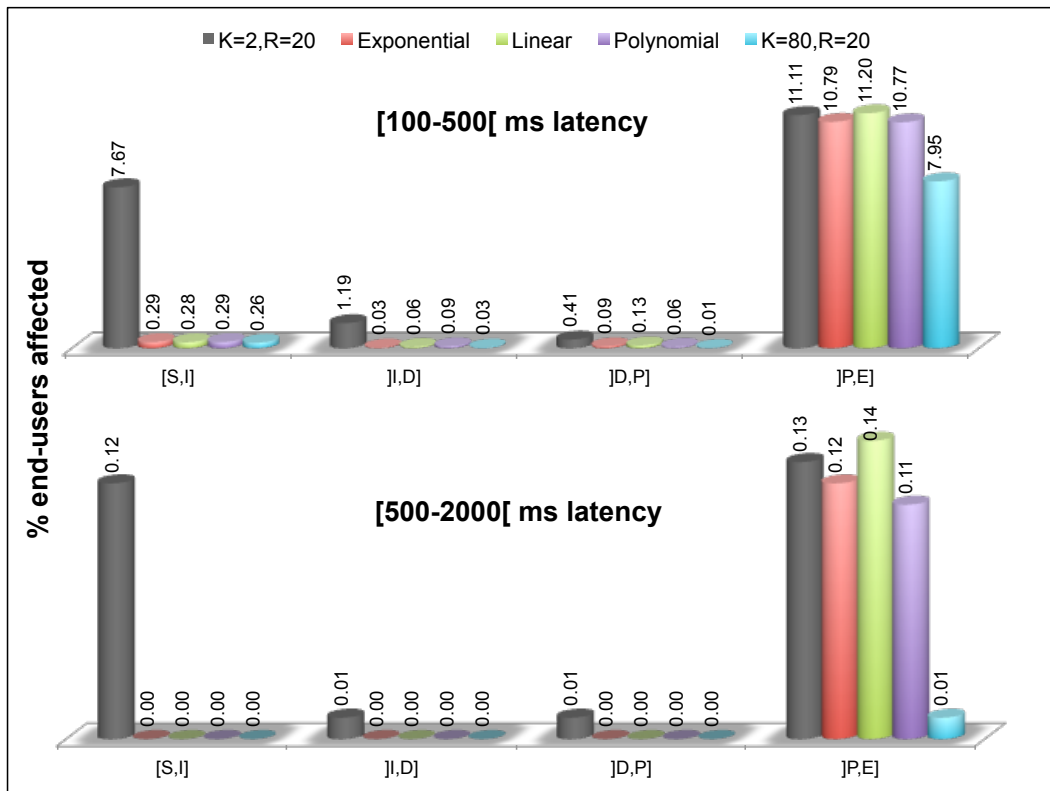 K=2,R=20 Exponential Linear Polynomial K=80,R=20
[100-500[ ms latency
% end-users affected
7.67 0.29 0.28 0.29 0.26
1.19 0.03 0.06 0.09 0.03
0.41 0.09 0.13 0.06 0.01
11.11 10.79 11.20 10.77 7.95
[S,I] ]I,D] ]D,P] ]P,E]
[500-2000[ ms latency
0.12 0.00 0.00 0.00 0.00
0.01 0.00 0.00 0.00 0.00
0.01 0.00 0.00 0.00 0.00
0.13 0.12 0.14 0.11 0.01
[S,I] ]I,D] ]D,P] ]P,E]